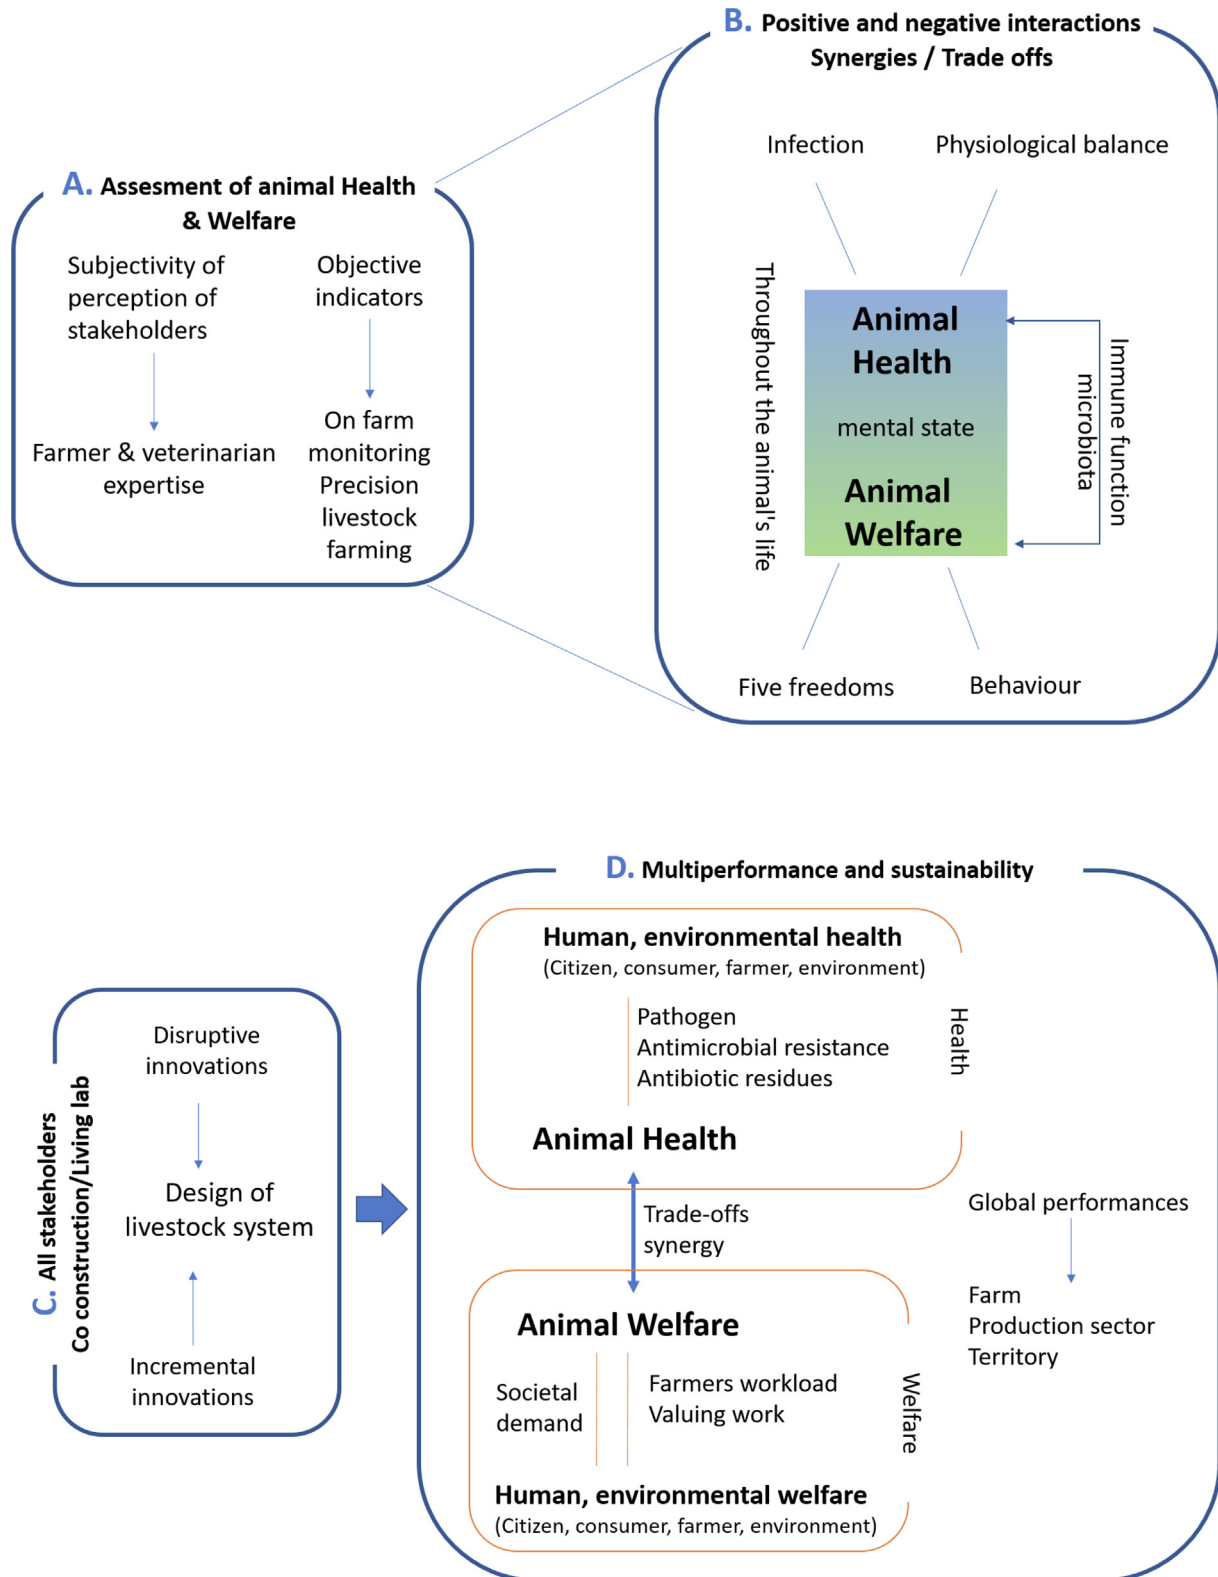 A. Assesment of animal Health
& Welfare
Subjectivity of
perception of
stakeholders
Farmer & veterinarian
expertise
Objective
indicators
On farm
monitoring
Precision
livestock
farming
B. Positive and negative interactions
Synergies / Trade offs
Infection
Physiological balance
Throughout the animal's life
Animal
Health
mental state
Animal
Welfare
Immune function
microbiota
Five freedoms
Behaviour
C. All stakeholders
Co construction/Living lab
Disruptive
innovations
Design of
livestock system
Incremental
innovations
D. Multiperformance and sustainability
Human, environmental health
(Citizen, consumer, farmer, environment)
Pathogen
Antimicrobial resistance
Antibiotic residues
Health
Animal Health
Trade-offs
synergy
Animal Welfare
Societal
demand
Farmers workload
Valuing work
Welfare
Human, environmental welfare
(Citizen, consumer, farmer, environment)
Global performances
Farm
Production sector
Territory